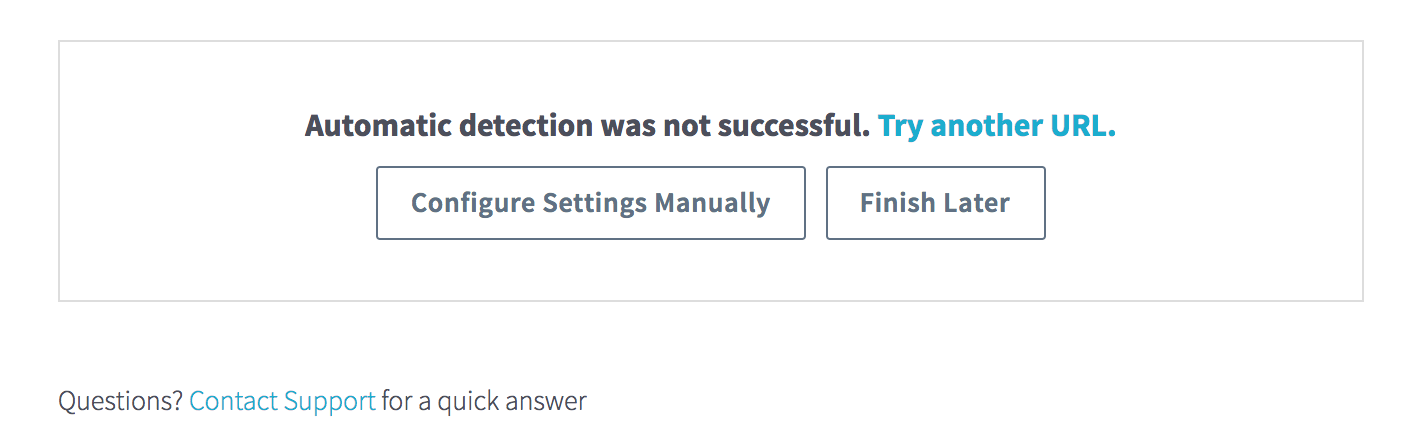 Automatic detection was not successful. Try another URL.
Configure Settings Manually Finish Later
Questions? Contact Support for a quick answer